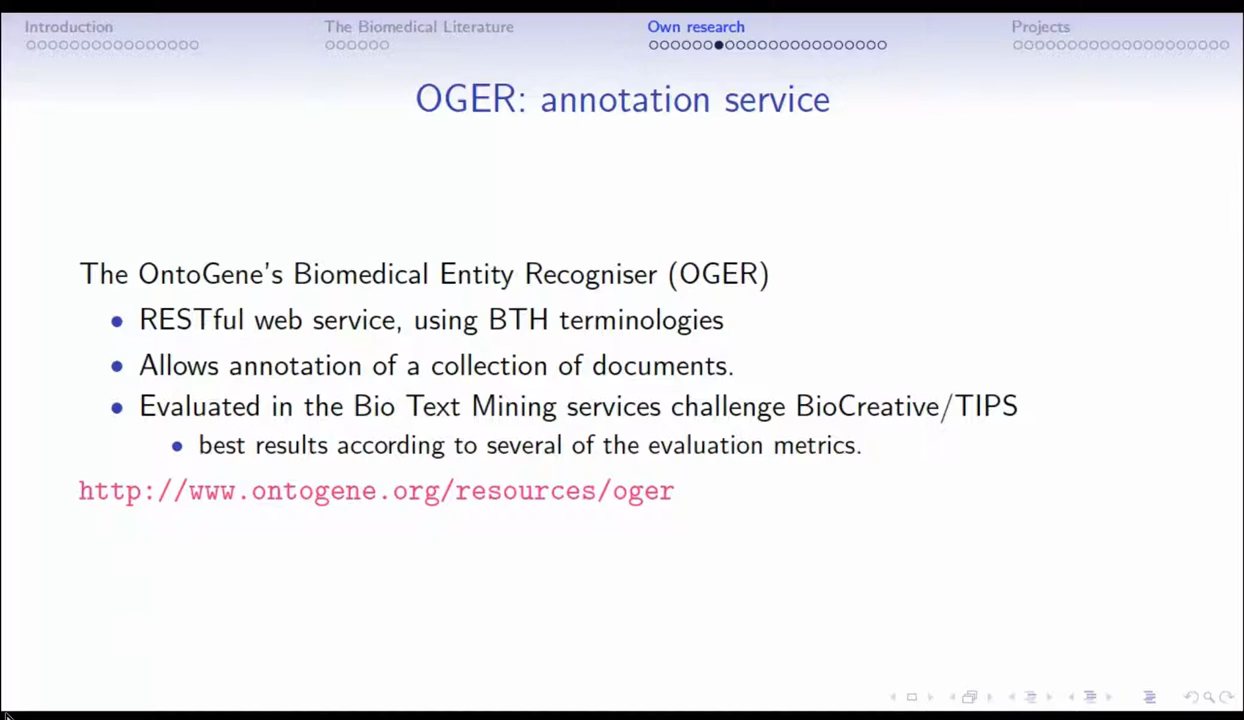 Introduction
The Biomedical Literature
Own research
Projects
OGER: annotation service
The OntoGene's Biomedical Entity Recogniser (OGER)
RESTful web service, using BTH terminologies
Allows annotation of a collection of documents.
Evaluated in the Bio Text Mining services challenge BioCreative/TIPS
best results according to several of the evaluation metrics.
http://www.ontogene.org/resources/oger